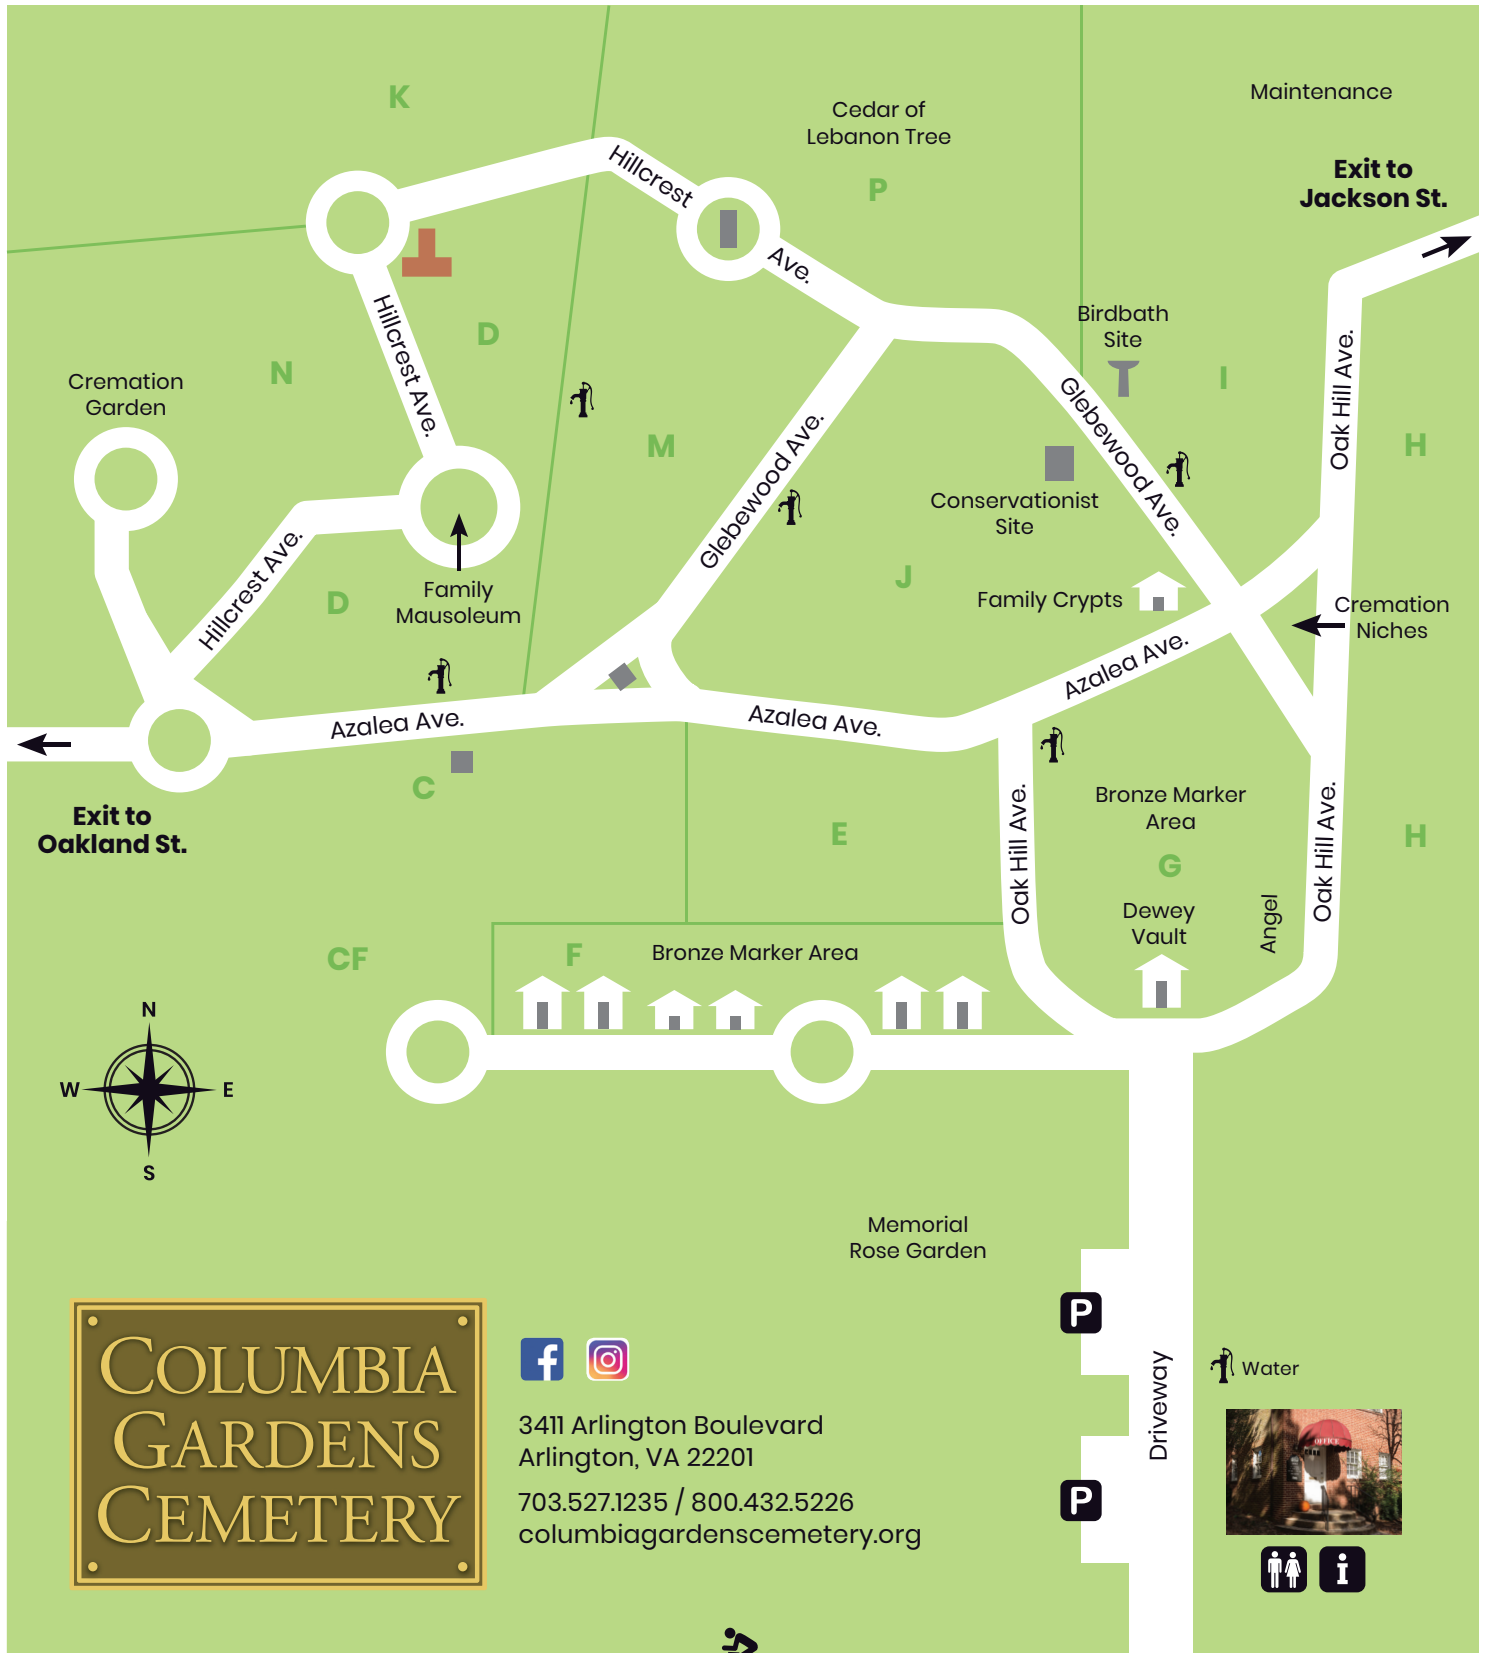 K
Cedar of
Lebanon Tree
Maintenance
P
Exit to
Jackson St.
Hillcrest
Ave.
Hillcrest Ave.
D
N
Cremation
Garden
M
Birdbath
Site
I
Oak Hill Ave.
H
Glebewood Ave.
Glebewood Ave.
Conservationist
Site
J
Family Crypts
Cremation
Niches
Hillcrest Ave.
D
Family
Mausoleum
Azalea Ave.
Azalea Ave.
Azalea Ave.
C
Exit to
Oakland St.
E
Oak Hill Ave.
Bronze Marker
Area
G
Dewey
Vault
Angel
Oak Hill Ave.
H
CF
F
Bronze Marker Area
N
W
E
S
Memorial
Rose Garden
P
P
Driveway
Water
OFFICE
i
COLUMBIA
GARDENS
CEMETERY
f
3411 Arlington Boulevard
Arlington, VA 22201
703.527.1235 / 800.432.5226
columbiagardenscemetery.org